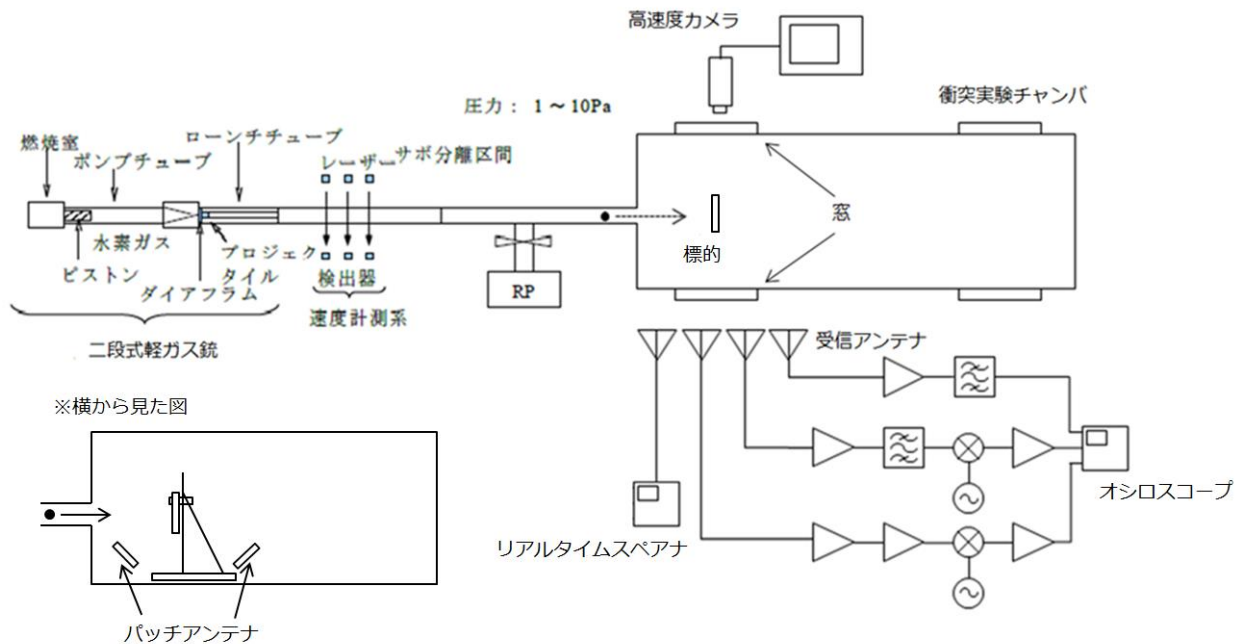 高速度カメラ
圧力： 1～10Pa
衝突実験チャンバ
燃焼室
ローンチチューブ
ポンプチューブ
レーザー
サボ分離区間
窓
水素ガス
プロジェク
タイル
標的
ピストン
ダイアフラム
検出器
RP
速度計測系
二段式軽ガス銃
受信アンテナ
※横から見た図
オシロスコープ
リアルタイムスペアナ
パッチアンテナ